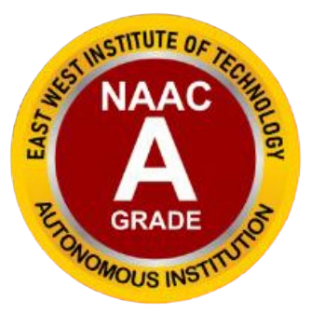 EAST WEST INSTITUTE OF TECHNOLOGY
NAAC
A
GRADE
AUTONOMOUS INSTITUTION